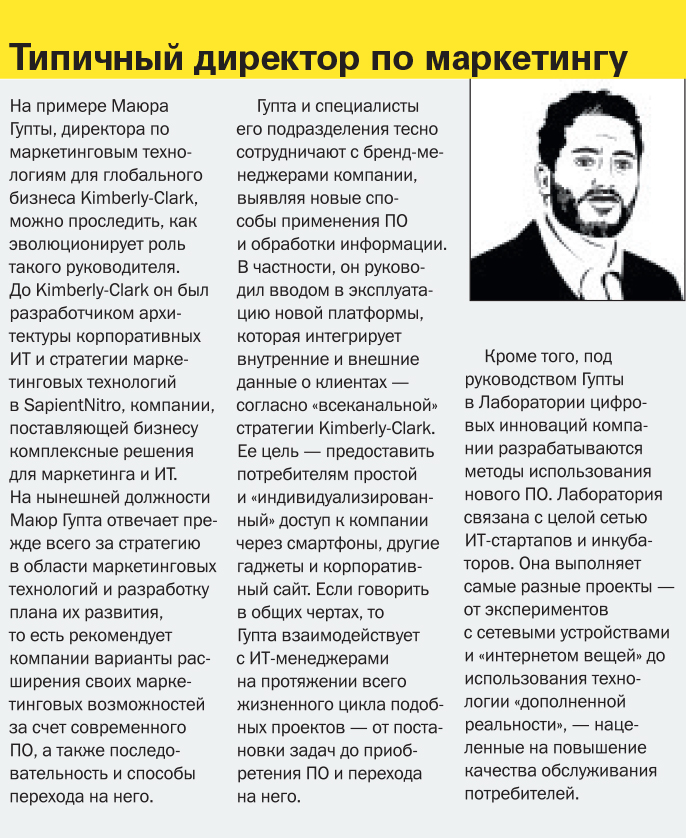 Типичный директор по маркетингу
На примере Маюра
Гупты, директора по
маркетинговым техно-
логиям для глобального
бизнеса Kimberly-Clark,
можно проследить, как
эволюционирует роль
такого руководителя.
До Kimberly-Clark он был
разработчиком архи-
тектуры корпоративных
ИТ и стратегии марке-
тинговых технологий
в SapientNitro, компании,
поставляющей бизнесу
комплексные решения
для маркетинга и ИТ.
На нынешней должности
Маюр Гупта отвечает пре-
жде всего за стратегию
в области маркетинговых
технологий и разработку
плана их развития,
то есть рекомендует
компании варианты рас-
ширения своих марке-
тинговых возможностей
за счет современного
ПО, а также последо-
вательность и способы
перехода на него.
Гупта и специалисты
его подразделения тесно
сотрудничают с бренд-ме-
неджерами компании,
выявляя новые спо-
собы применения ПО
и обработки информации.
В частности, он руково-
дил вводом в эксплуата-
цию новой платформы,
которая интегрирует
внутренние и внешние
данные о клиентах —
согласно «всеканальной»
стратегии Kimberly-Clark.
Ее цель — предоставить
потребителям простой
и «индивидуализирован-
ный» доступ к компании
через смартфоны, другие
гаджеты и корпоратив-
ный сайт. Если говорить
в общих чертах, то
Гупта взаимодействует
с ИТ-менеджерами
на протяжении всего
жизненного цикла подоб-
ных проектов — от поста-
новки задач до приоб-
ретения ПО и перехода
на него.
Кроме того, под
руководством Гупты
в Лаборатории цифро-
вых инноваций компа-
нии разрабатываются
методы использования
нового ПО. Лаборатория
связана с целой сетью
ИТ-стартапов и инкуба-
торов. Она выполняет
самые разные проекты —
от экспериментов
с сетевыми устройствами
и «интернетом вещей» до
использования техно-
логии «дополненной
реальности», — наце-
ленные на повышение
качества обслуживания
потребителей.